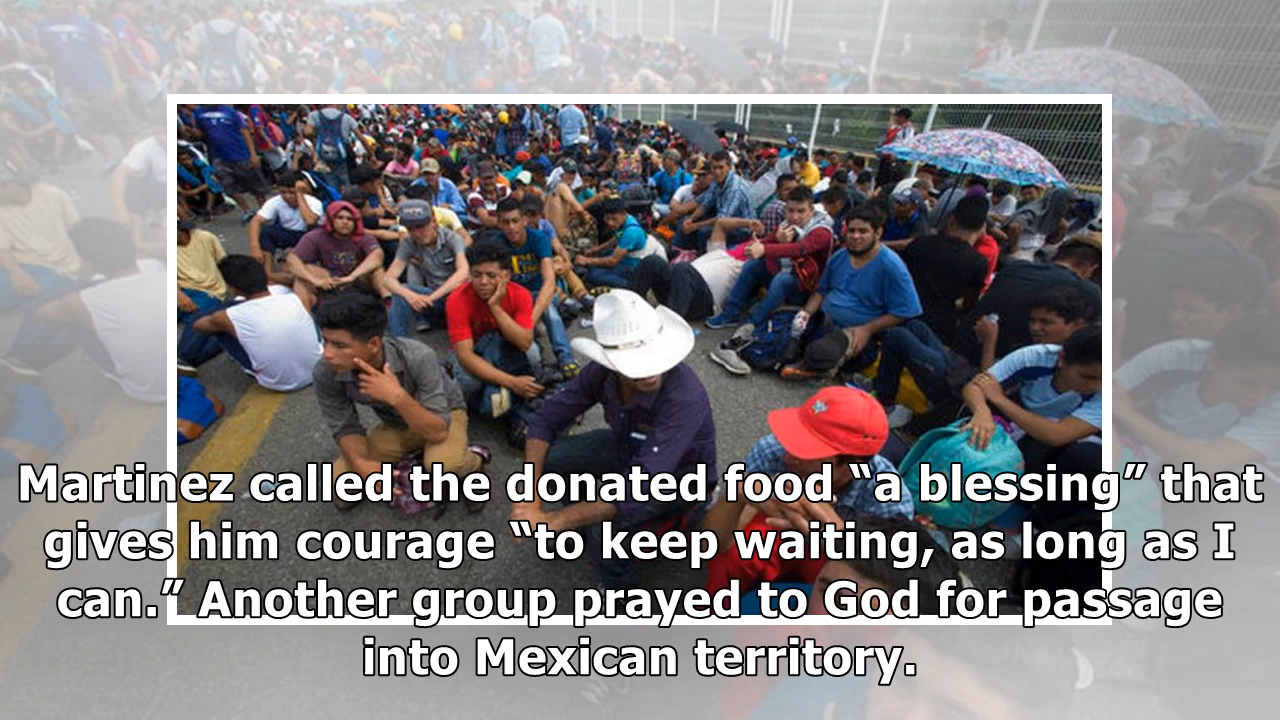 Martinez called the donated food “a blessing” that
gives him courage “to keep waiting, as long as I
can.” Another group prayed to God for passage
into Mexican territory.